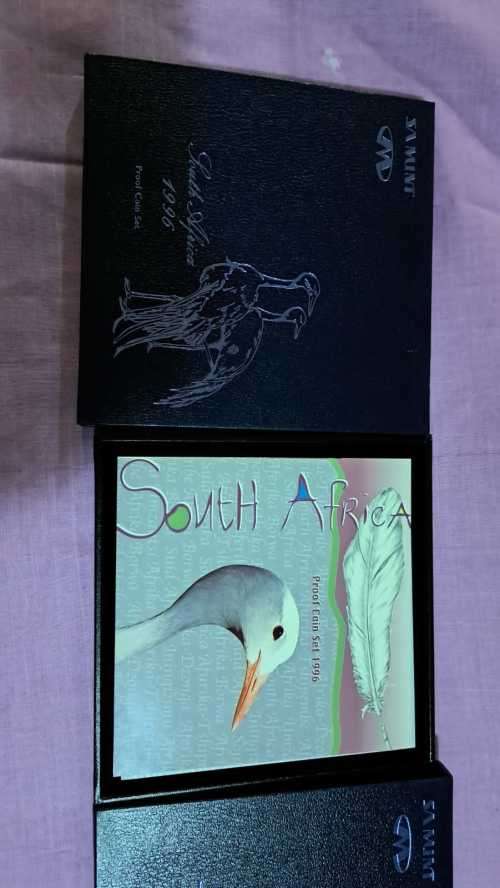 SA MINT
South Africa
1996
Proof Coin Set
South Africa
Proof Coin Set 1996
SA MINT